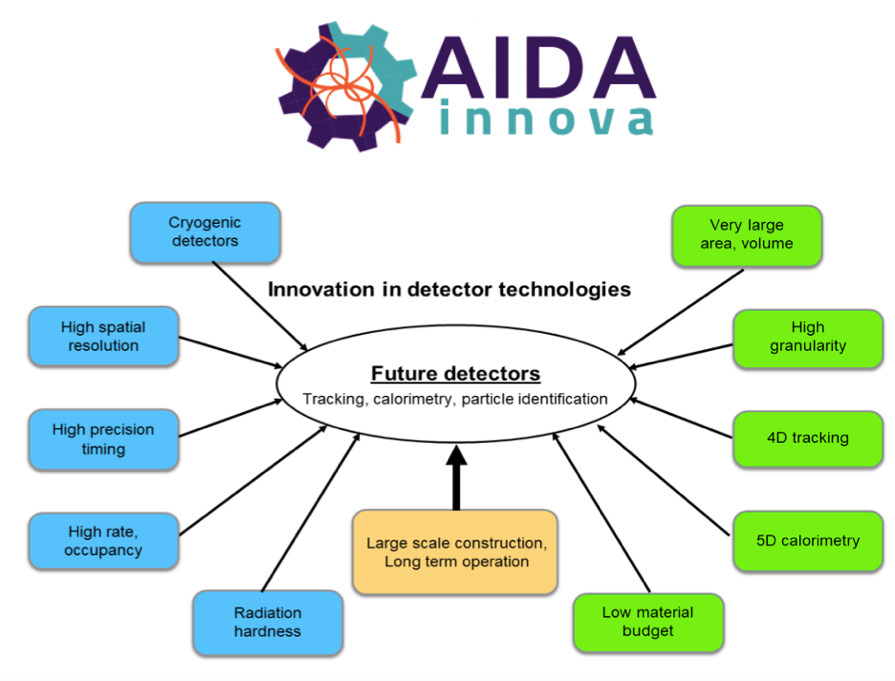 AIDA
innova
Cryogenic
detectors
Very large
area, volume
Innovation in detector technologies
High spatial
resolution
High
granularity
Future detectors
Tracking, calorimetry, particle identification
High precision
timing
4D tracking
High rate,
occupancy
Large scale construction,
Long term operation
5D calorimetry
Radiation
hardness
Low material
budget